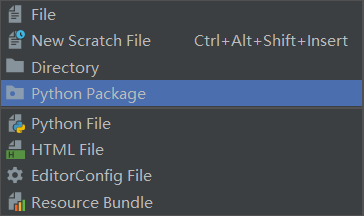 File
New Scratch File Ctrl+Alt+Shift+Insert
Directory
Python Package
Python File
HTML File
EditorConfig File
Resource Bundle